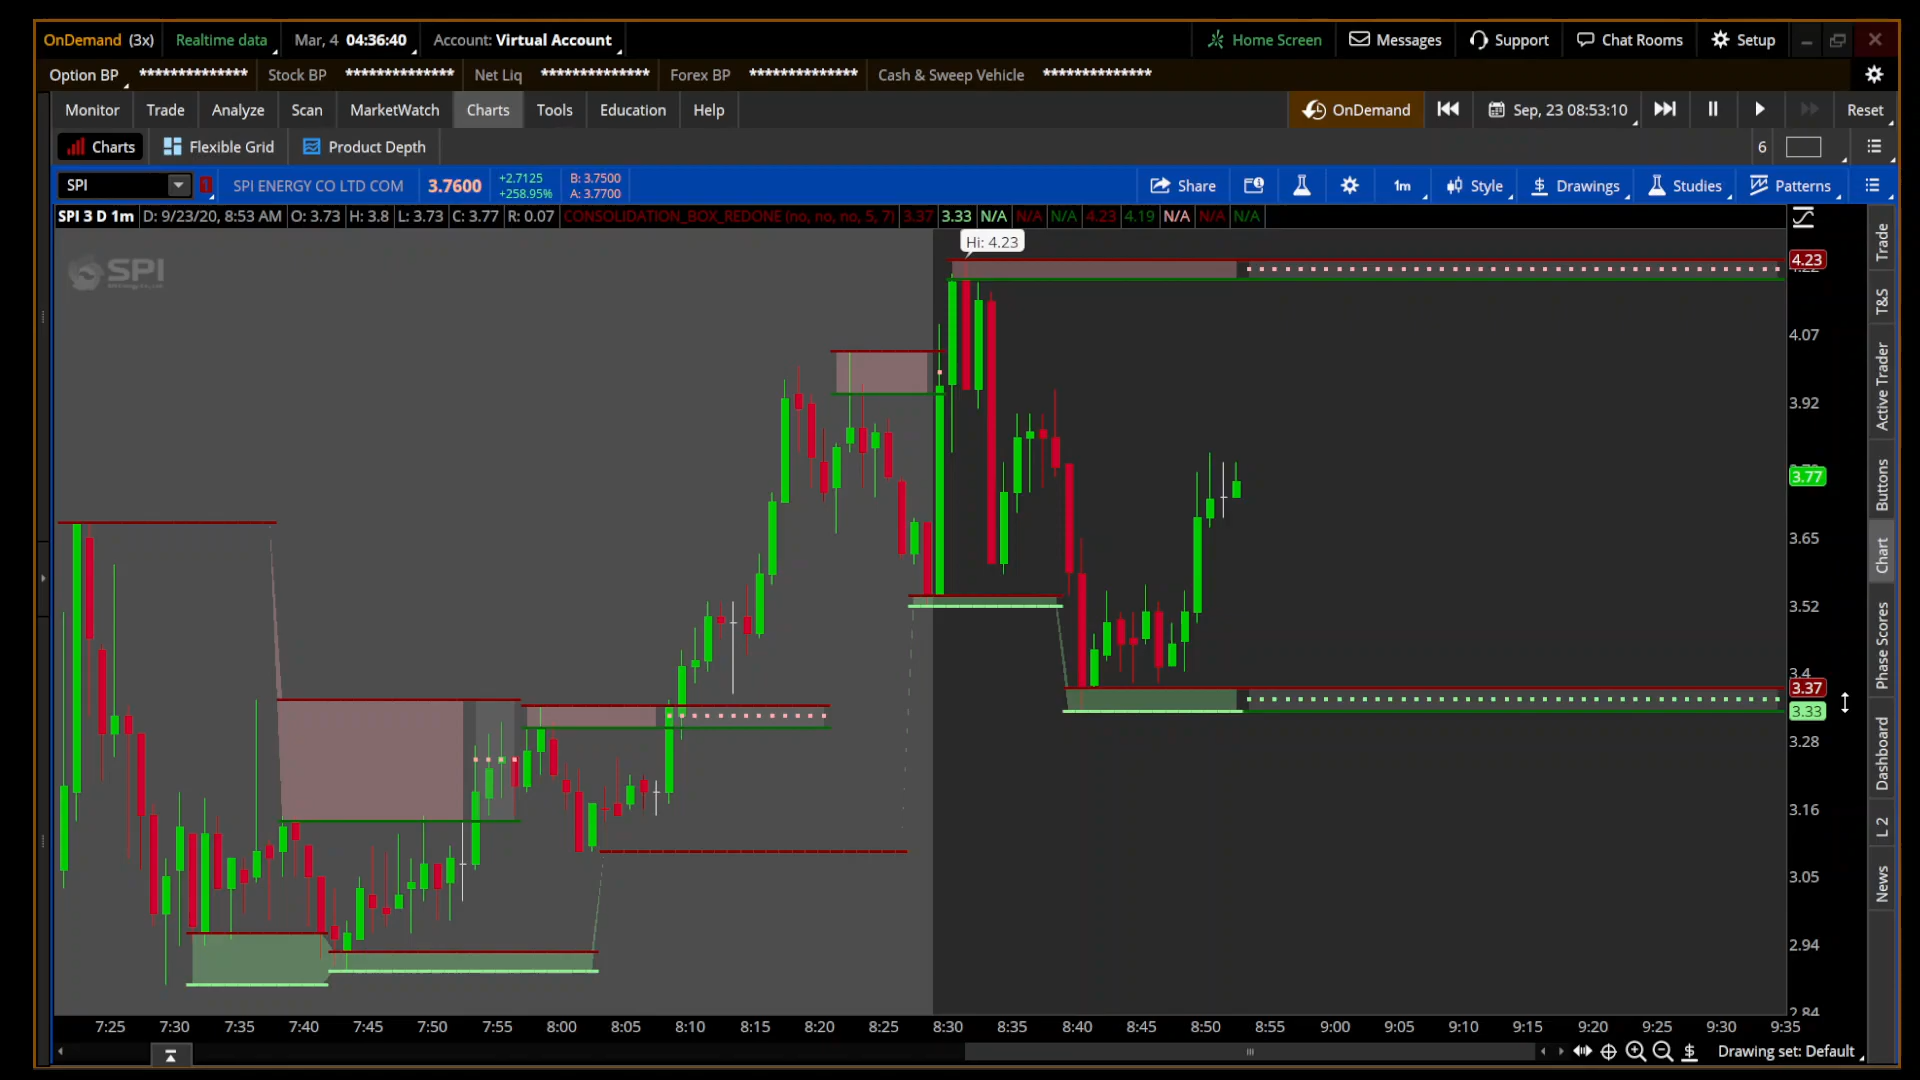 OnDemand (3x) Realtime data Mar, 4 04:36:40 Account: Virtual Account Home Screen Messages Support Chat Rooms Setup
Option BP ************** Stock BP ************** Net Liq ************** Forex BP ************** Cash & Sweep Vehicle **************
Monitor Trade Analyze Scan MarketWatch Charts Tools Education Help OnDemand Sep, 23 08:53:10 Reset
Charts Flexible Grid Product Depth 6
SPI 1 SPI ENERGY CO LTD COM 3.7600 +2.7125 +258.95% B: 3.7500 A: 3.7700 Share 1m Style Drawings Studies Patterns
SPI 3 D 1m D: 9/23/20, 8:53 AM O: 3.73 H: 3.8 L: 3.73 C: 3.77 R: 0.07 CONSOLIDATION_BOX_REDONE (no, no, no, 5, 7) 3.37 3.33 N/A N/A N/A 4.23 4.19 N/A N/A N/A
Hi: 4.23
SPI
4.23
4.07
3.92
3.77
3.65
3.52
3.4
3.37
3.33
3.28
3.16
3.05
2.94
2.84
Trade
T&S
Active Trader
Buttons
Chart
Phase Scores
Dashboard
L 2
News
7:25 7:30 7:35 7:40 7:45 7:50 7:55 8:00 8:05 8:10 8:15 8:20 8:25 8:30 8:35 8:40 8:45 8:50 8:55 9:00 9:05 9:10 9:15 9:20 9:25 9:30 9:35
Drawing set: Default